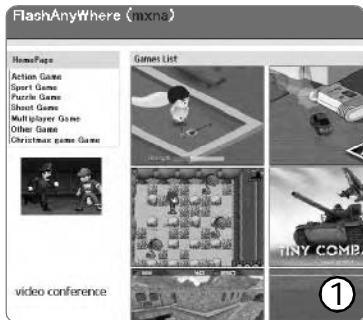 FlashAnyWhere (mxna)
HomePage
Games List
Action Game
Sport Game
Puzzle Game
Shoot Game
Multiplayer Game
Other Game
Christmas game Game
TINY COMBA
video conference
1